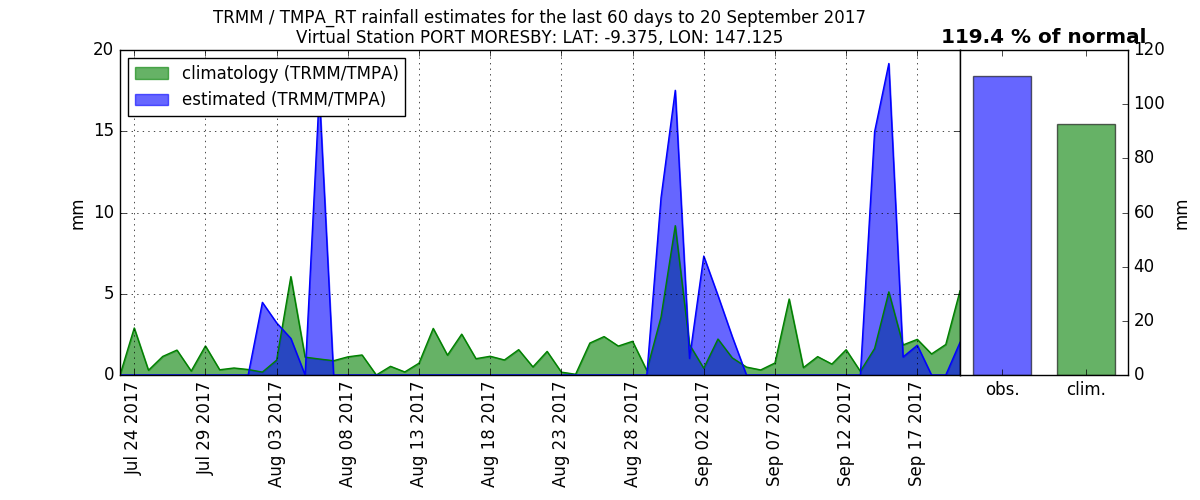 TRMM / TMPA_RT rainfall estimates for the last 60 days to 20 September 2017
Virtual Station PORT MORESBY: LAT: -9.375, LON: 147.125
119.4 % of normal
climatology (TRMM/TMPA)
estimated (TRMM/TMPA)
20
15
10
5
0
mm
120
100
80
60
40
20
0
mm
Jul 24 2017
Jul 29 2017
Aug 03 2017
Aug 08 2017
Aug 13 2017
Aug 18 2017
Aug 23 2017
Aug 28 2017
Sep 02 2017
Sep 07 2017
Sep 12 2017
Sep 17 2017
obs.
clim.